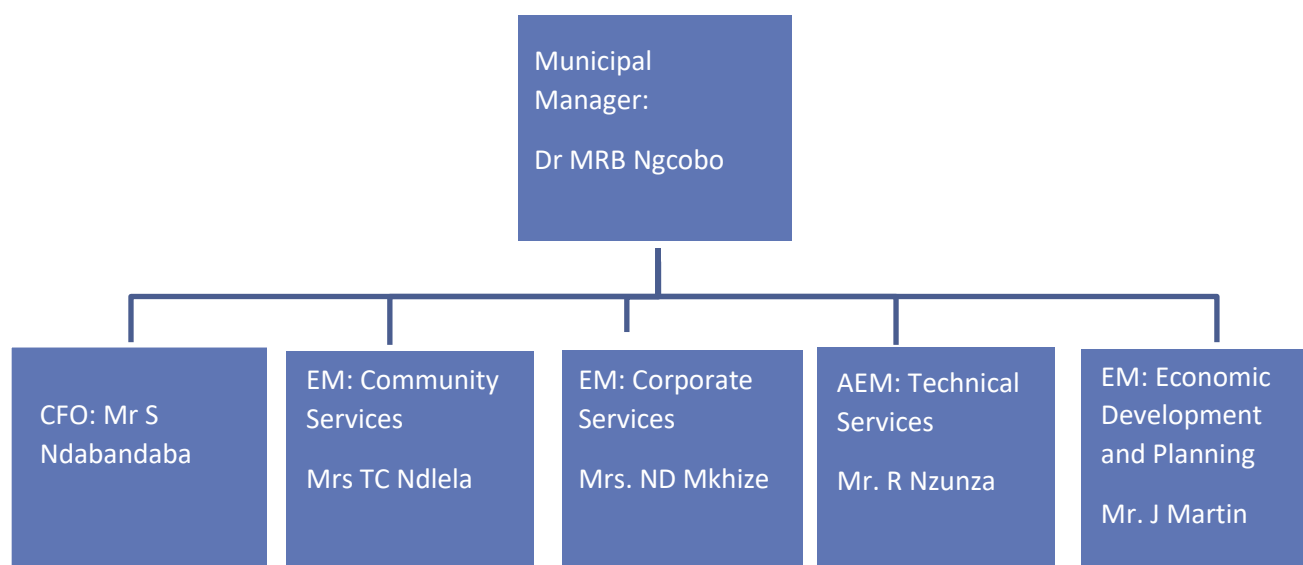 Municipal
Manager:
Dr MRB Ngcobo
CFO: Mr S
Ndabandaba
EM: Community
Services
Mrs TC Ndlela
EM: Corporate
Services
Mrs. ND Mkhize
AEM: Technical
Services
Mr. R Nzunza
EM: Economic
Development
and Planning
Mr. J Martin